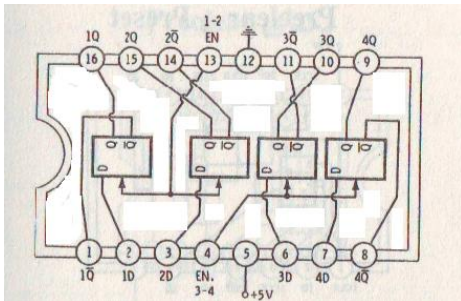 1-2
1Q 2Q 2Q̅ EN 3Q̅ 3Q 4Q
16 15 14 13 12 11 10 9
Q Q̅ Q Q̅ Q Q̅ Q Q̅
D D D D
1 2 3 4 5 6 7 8
1Q̅ 1D 2D EN. 3D 4D 4Q̅
3-4 +5V